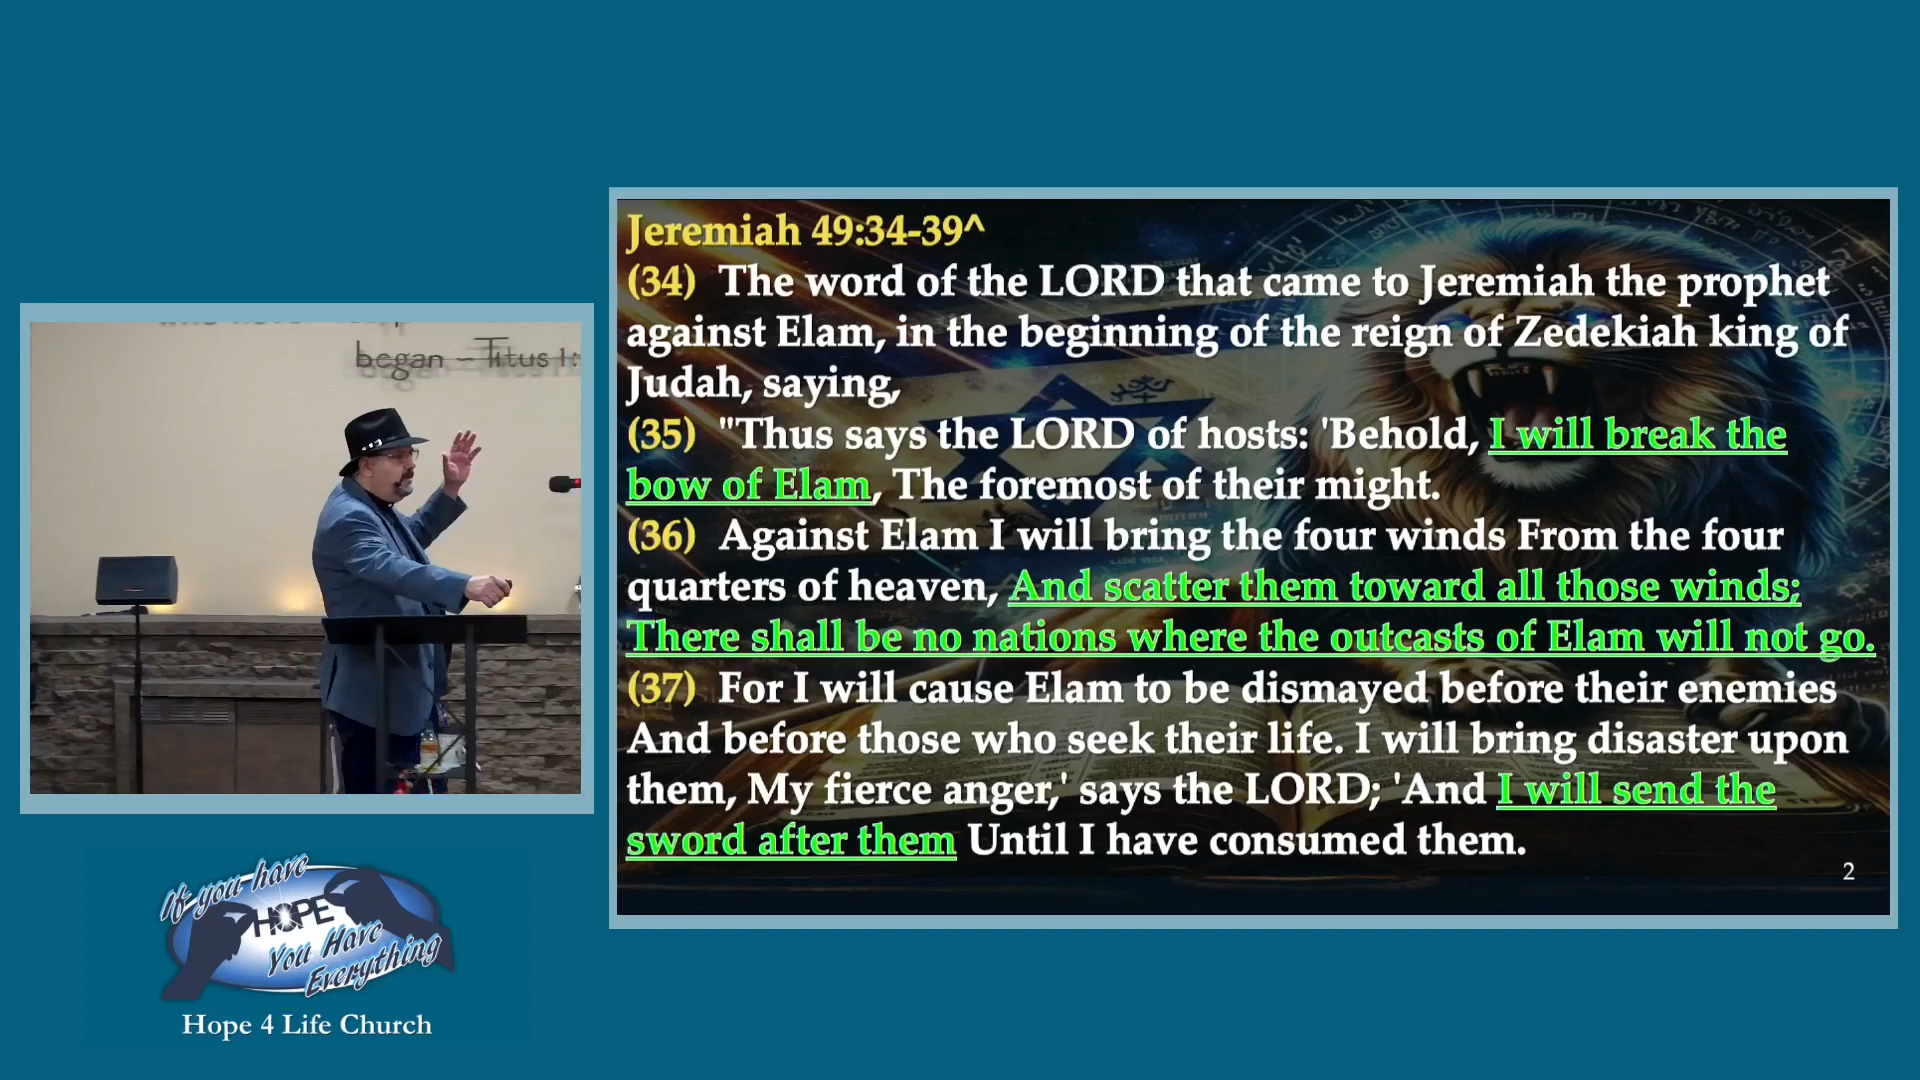 began – Titus 1:
Jeremiah 49:34-39^
(34) The word of the LORD that came to Jeremiah the prophet
against Elam, in the beginning of the reign of Zedekiah king of
Judah, saying,
(35) "Thus says the LORD of hosts: 'Behold, I will break the
bow of Elam, The foremost of their might.
(36) Against Elam I will bring the four winds From the four
quarters of heaven, And scatter them toward all those winds;
There shall be no nations where the outcasts of Elam will not go.
(37) For I will cause Elam to be dismayed before their enemies
And before those who seek their life. I will bring disaster upon
them, My fierce anger,' says the LORD; 'And I will send the
sword after them Until I have consumed them.
2
If you have
HOPE
You Have
Everything
Hope 4 Life Church